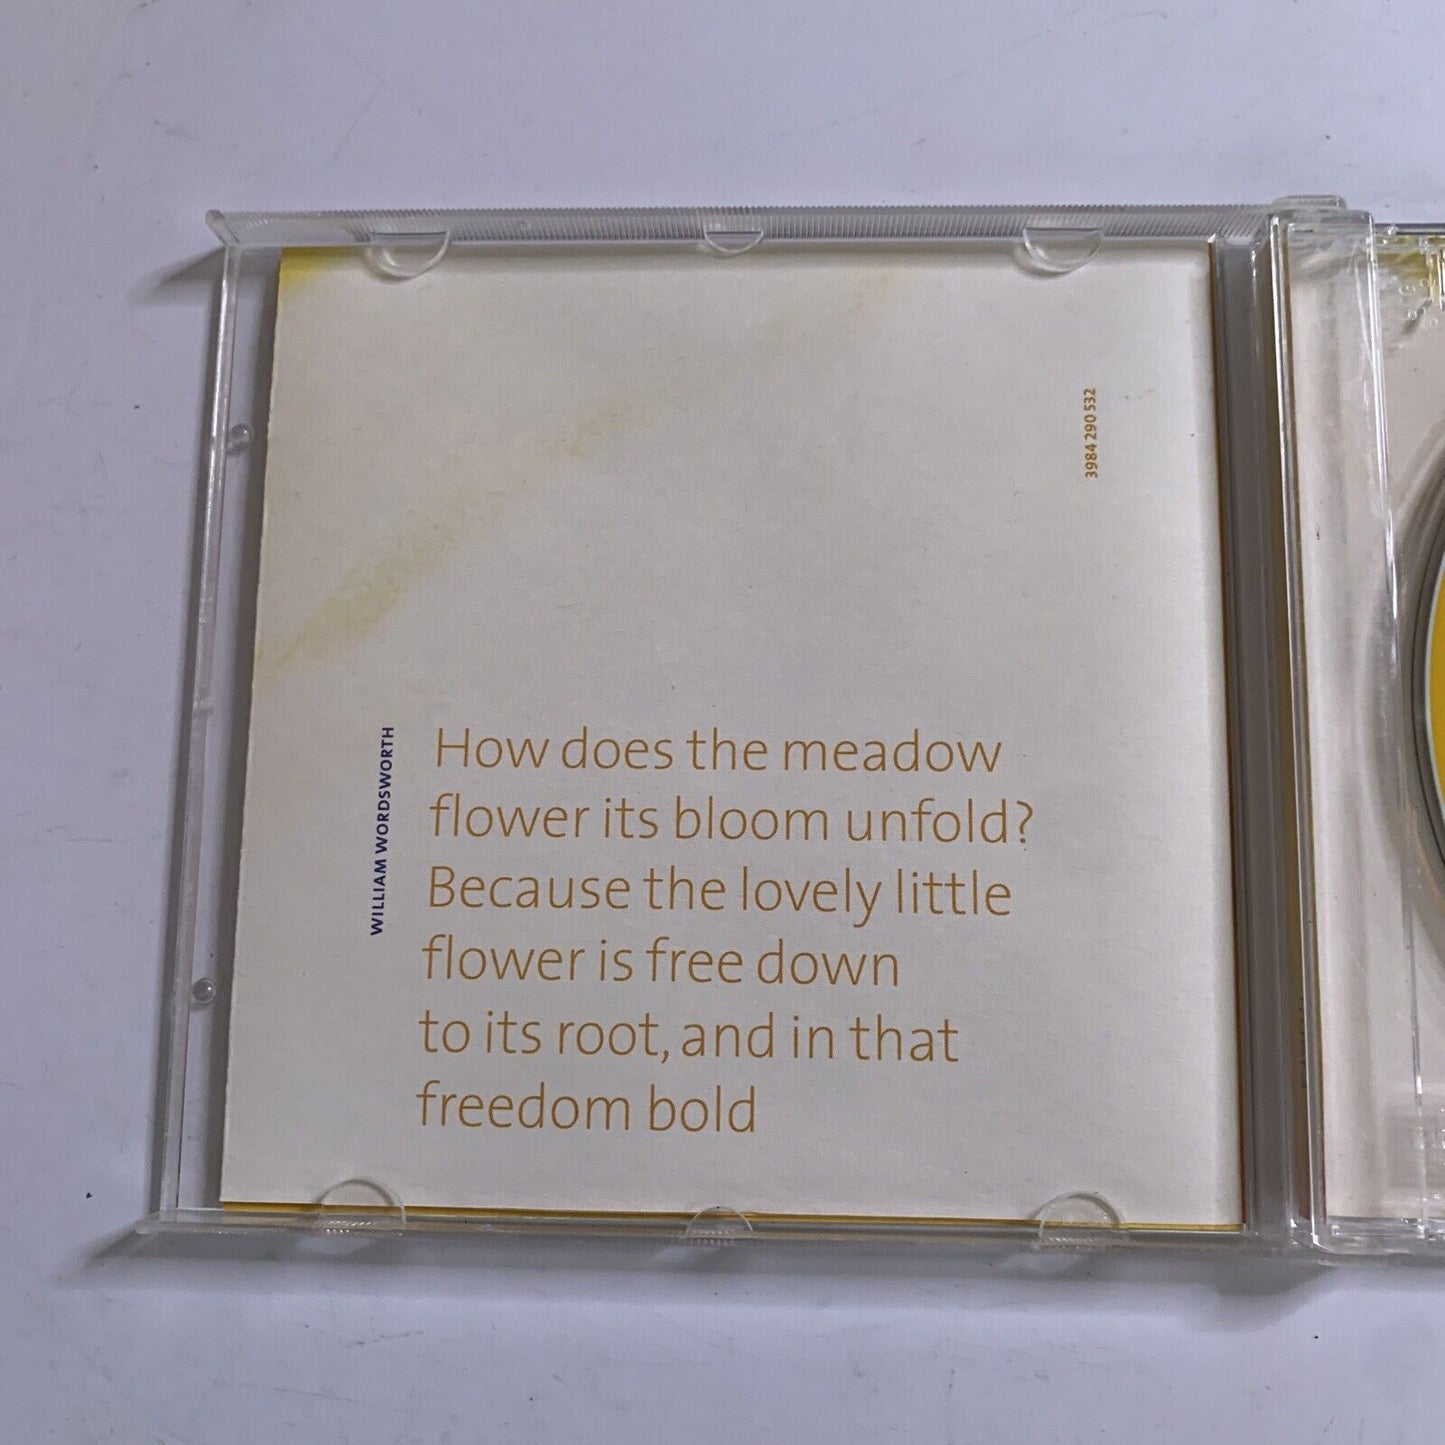 3984 290 532
WILLIAM WORDSWORTH
How does the meadow
flower its bloom unfold?
Because the lovely little
flower is free down
to its root, and in that
freedom bold